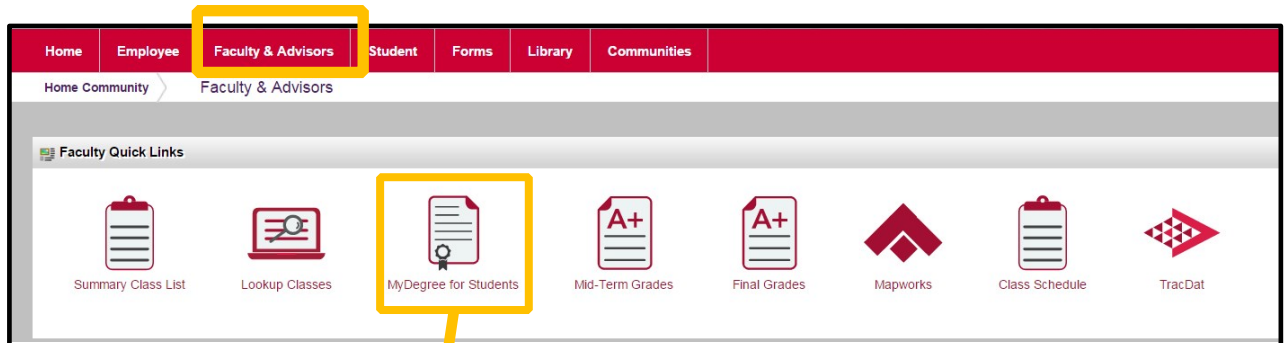 Home Employee Faculty & Advisors Student Forms Library Communities
Home Community Faculty & Advisors
Faculty Quick Links
A+ A+
Summary Class List Lookup Classes MyDegree for Students Mid-Term Grades Final Grades Mapworks Class Schedule TracDat